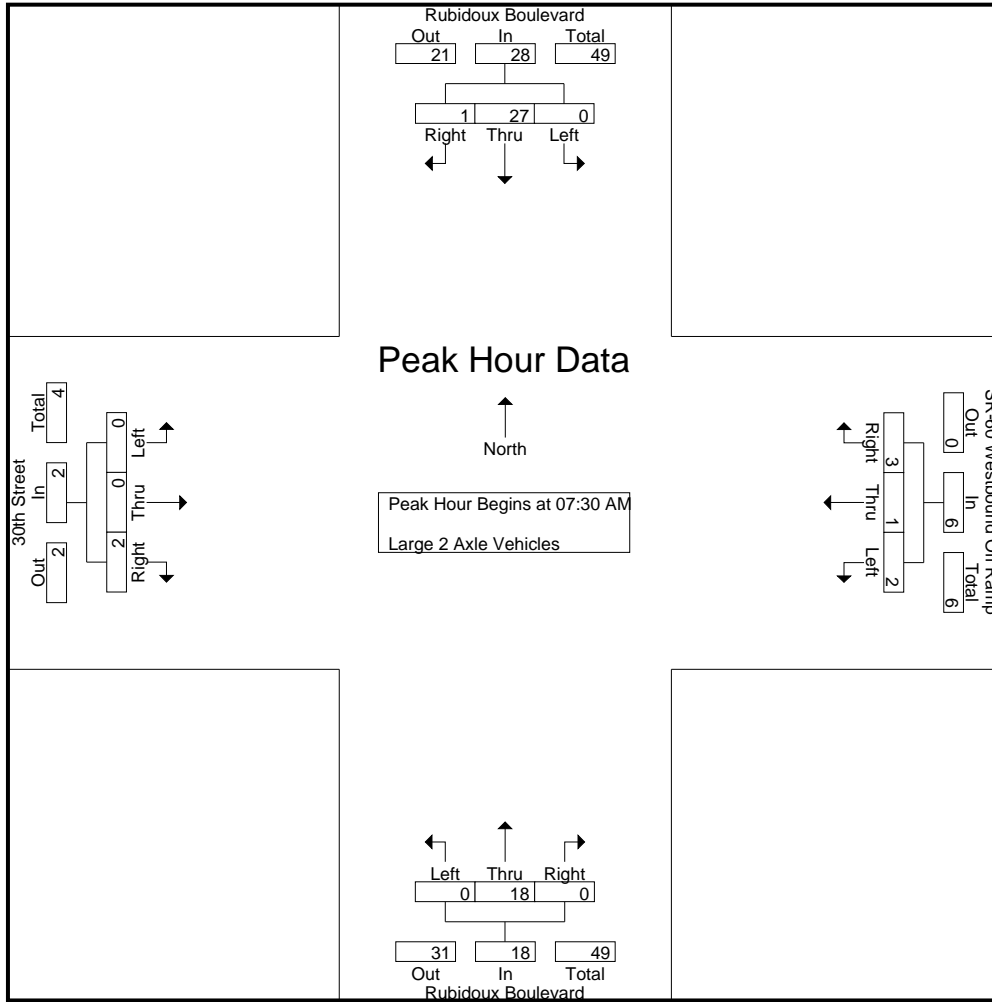 Rubidoux Boulevard
Out In Total
21 28 49
1 27 0
Right Thru Left
Peak Hour Data
North
Peak Hour Begins at 07:30 AM
Large 2 Axle Vehicles
30th Street
Total In Out
4 2 2
0 0 2
Left Thru Right
Right Thru Left
3 1 2
0 6 6
Out In Total
Westbound Ramp
Left Thru Right
0 18 0
31 18 49
Out In Total
Rubidoux Boulevard